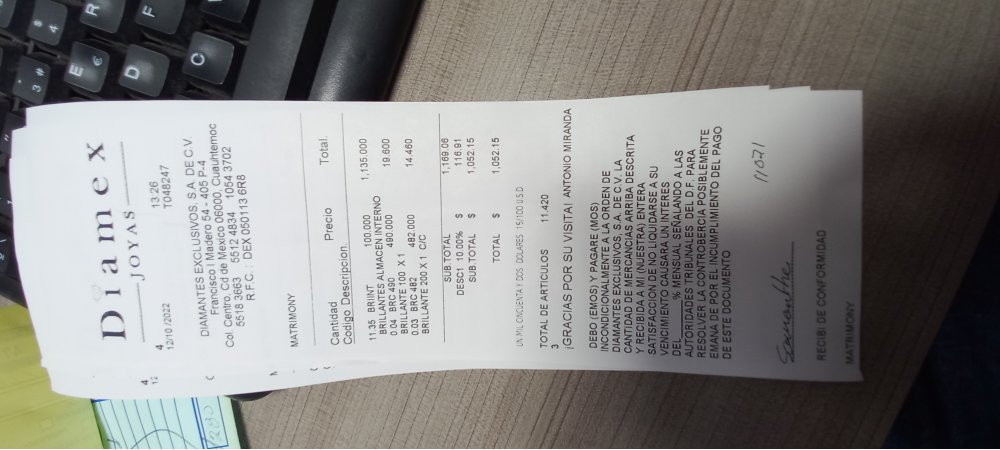 Diamex
JOYAS
4
12/10/2022 13:26
T048247
DIAMANTES EXCLUSIVOS, S.A. DE C.V.
Francisco I Madero 54 - 405 P-4
Col. Centro, Cd de Mexico 06000, Cuauhtemoc
5518 3663 5512 4834 1054 3702
R.F.C.: DEX 050113 6R8
MATRIMONY
Cantidad Precio Total.
Codigo Descripcion.
11.35 BRIINT 100.000 1,135.000
BRILLANTES ALMACEN INTERNO
0.04 BRC 490 490.000 19.600
BRILLANTE 100 X 1
0.03 BRC 482 482.000 14.460
BRILLANTE 200 X 1 C/C
SUB.TOTAL 1,169.06
DESC1 10.00% $ 116.91
SUB.TOTAL $ 1,052.15
TOTAL $ 1,052.15
UN MIL CINCUENTA Y DOS DOLARES 15/100 U.S.D
TOTAL DE ARTICULOS 11.420
3
¡GRACIAS POR SU VISITA! ANTONIO MIRANDA
DEBO (EMOS) Y PAGARE (MOS)
INCONDICIONALMENTE A LA ORDEN DE
DIAMANTES EXCLUSIVOS, S.A. DE C.V. LA
CANTIDAD DE MERCANCIAS ARRIBA DESCRITA
Y RECIBIDA A MI (NUESTRA) ENTERA
SATISFACCION DE NO LIQUIDARSE A SU
VENCIMIENTO CAUSARA UN INTERES
DEL ____% MENSUAL SEÑALANDO A LAS
AUTORIDADES TRIBUNALES DEL D.F. PARA
RESOLVER LA CONTROBERCIA POSIBLEMENTE
EMANA DE POR EL INCUMPLIMIENTO DEL PAGO
DE ESTE DOCUMENTO
11071
Samantha
RECIBI DE CONFORMIDAD
MATRIMONY